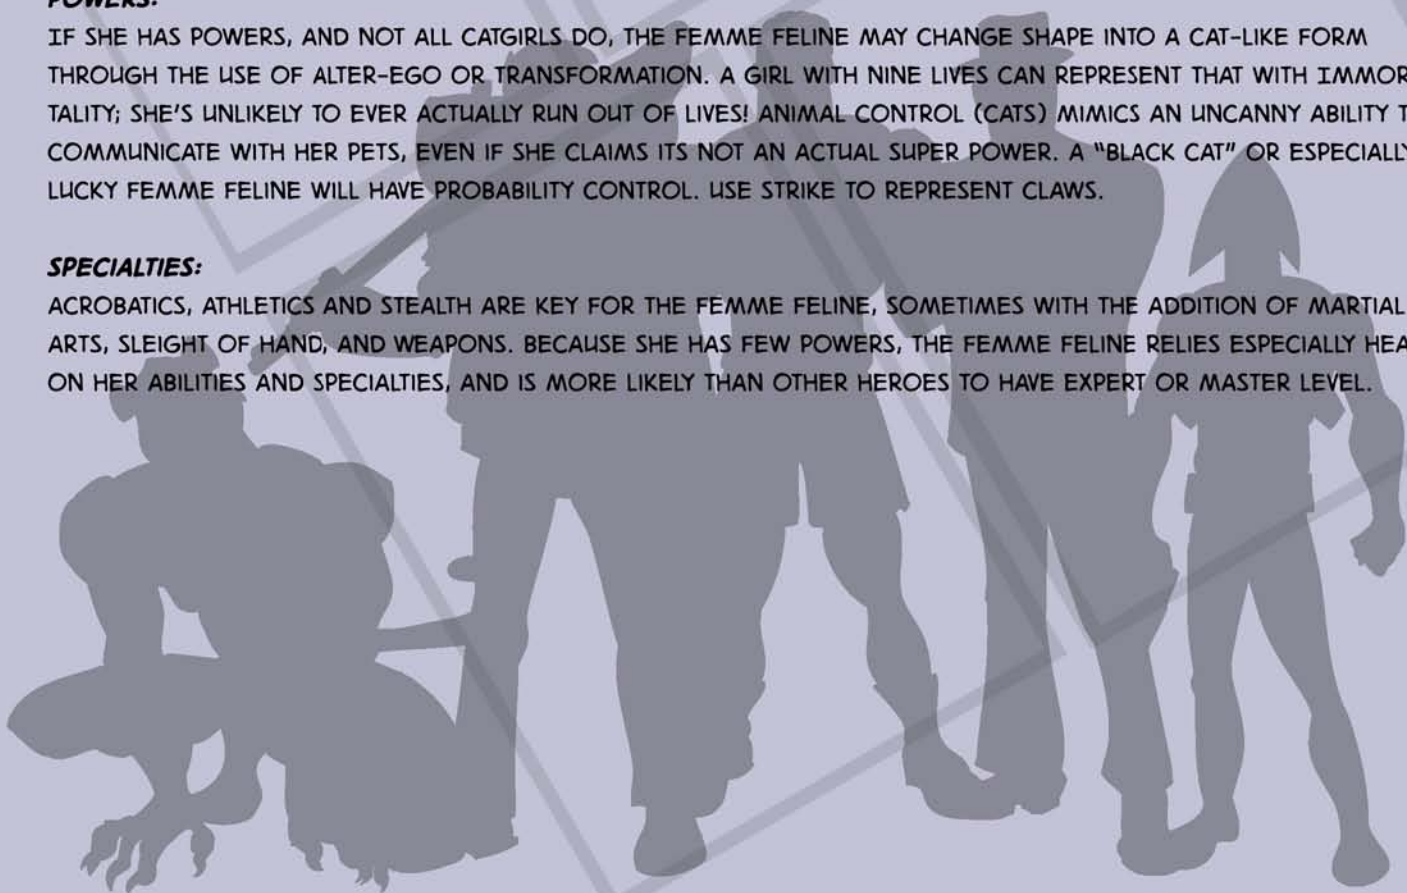 POWERS:
IF SHE HAS POWERS, AND NOT ALL CATGIRLS DO, THE FEMME FELINE MAY CHANGE SHAPE INTO A CAT-LIKE FORM
THROUGH THE USE OF ALTER-EGO OR TRANSFORMATION. A GIRL WITH NINE LIVES CAN REPRESENT THAT WITH IMMOR
TALITY; SHE'S UNLIKELY TO EVER ACTUALLY RUN OUT OF LIVES! ANIMAL CONTROL (CATS) MIMICS AN UNCANNY ABILITY T
COMMUNICATE WITH HER PETS, EVEN IF SHE CLAIMS ITS NOT AN ACTUAL SUPER POWER. A "BLACK CAT" OR ESPECIALLY
LUCKY FEMME FELINE WILL HAVE PROBABILITY CONTROL. USE STRIKE TO REPRESENT CLAWS.
SPECIALTIES:
ACROBATICS, ATHLETICS AND STEALTH ARE KEY FOR THE FEMME FELINE, SOMETIMES WITH THE ADDITION OF MARTIAL
ARTS, SLEIGHT OF HAND, AND WEAPONS. BECAUSE SHE HAS FEW POWERS, THE FEMME FELINE RELIES ESPECIALLY HEA
ON HER ABILITIES AND SPECIALTIES, AND IS MORE LIKELY THAN OTHER HEROES TO HAVE EXPERT OR MASTER LEVEL.